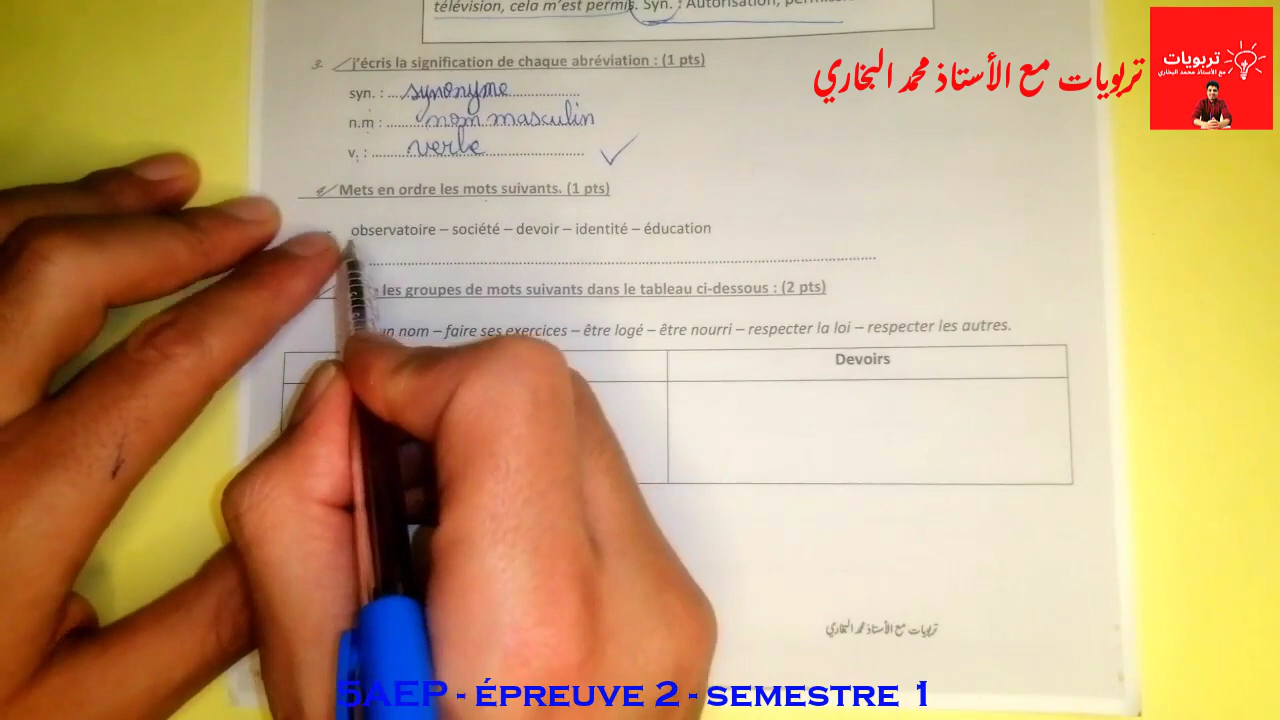 télévision, cela m'est permis. Syn. : Autorisation,
3 j'écris la signification de chaque abréviation : (1 pts)
syn. : synonyme
n.m : nom masculin
v. : verbe
4 Mets en ordre les mots suivants. (1 pts)
- observatoire – société – devoir – identité – éducation
les groupes de mots suivants dans le tableau ci-dessous : (2 pts)
un nom – faire ses exercices – être logé – être nourri – respecter la loi – respecter les autres.
Devoirs
تربويات مع الأستاذ محمد البخاري
تربويات مع الأستاذ محمد البخاري
تربويات
مع الأستاذ محمد البخاري
5AEP - ÉPREUVE 2 - SEMESTRE 1